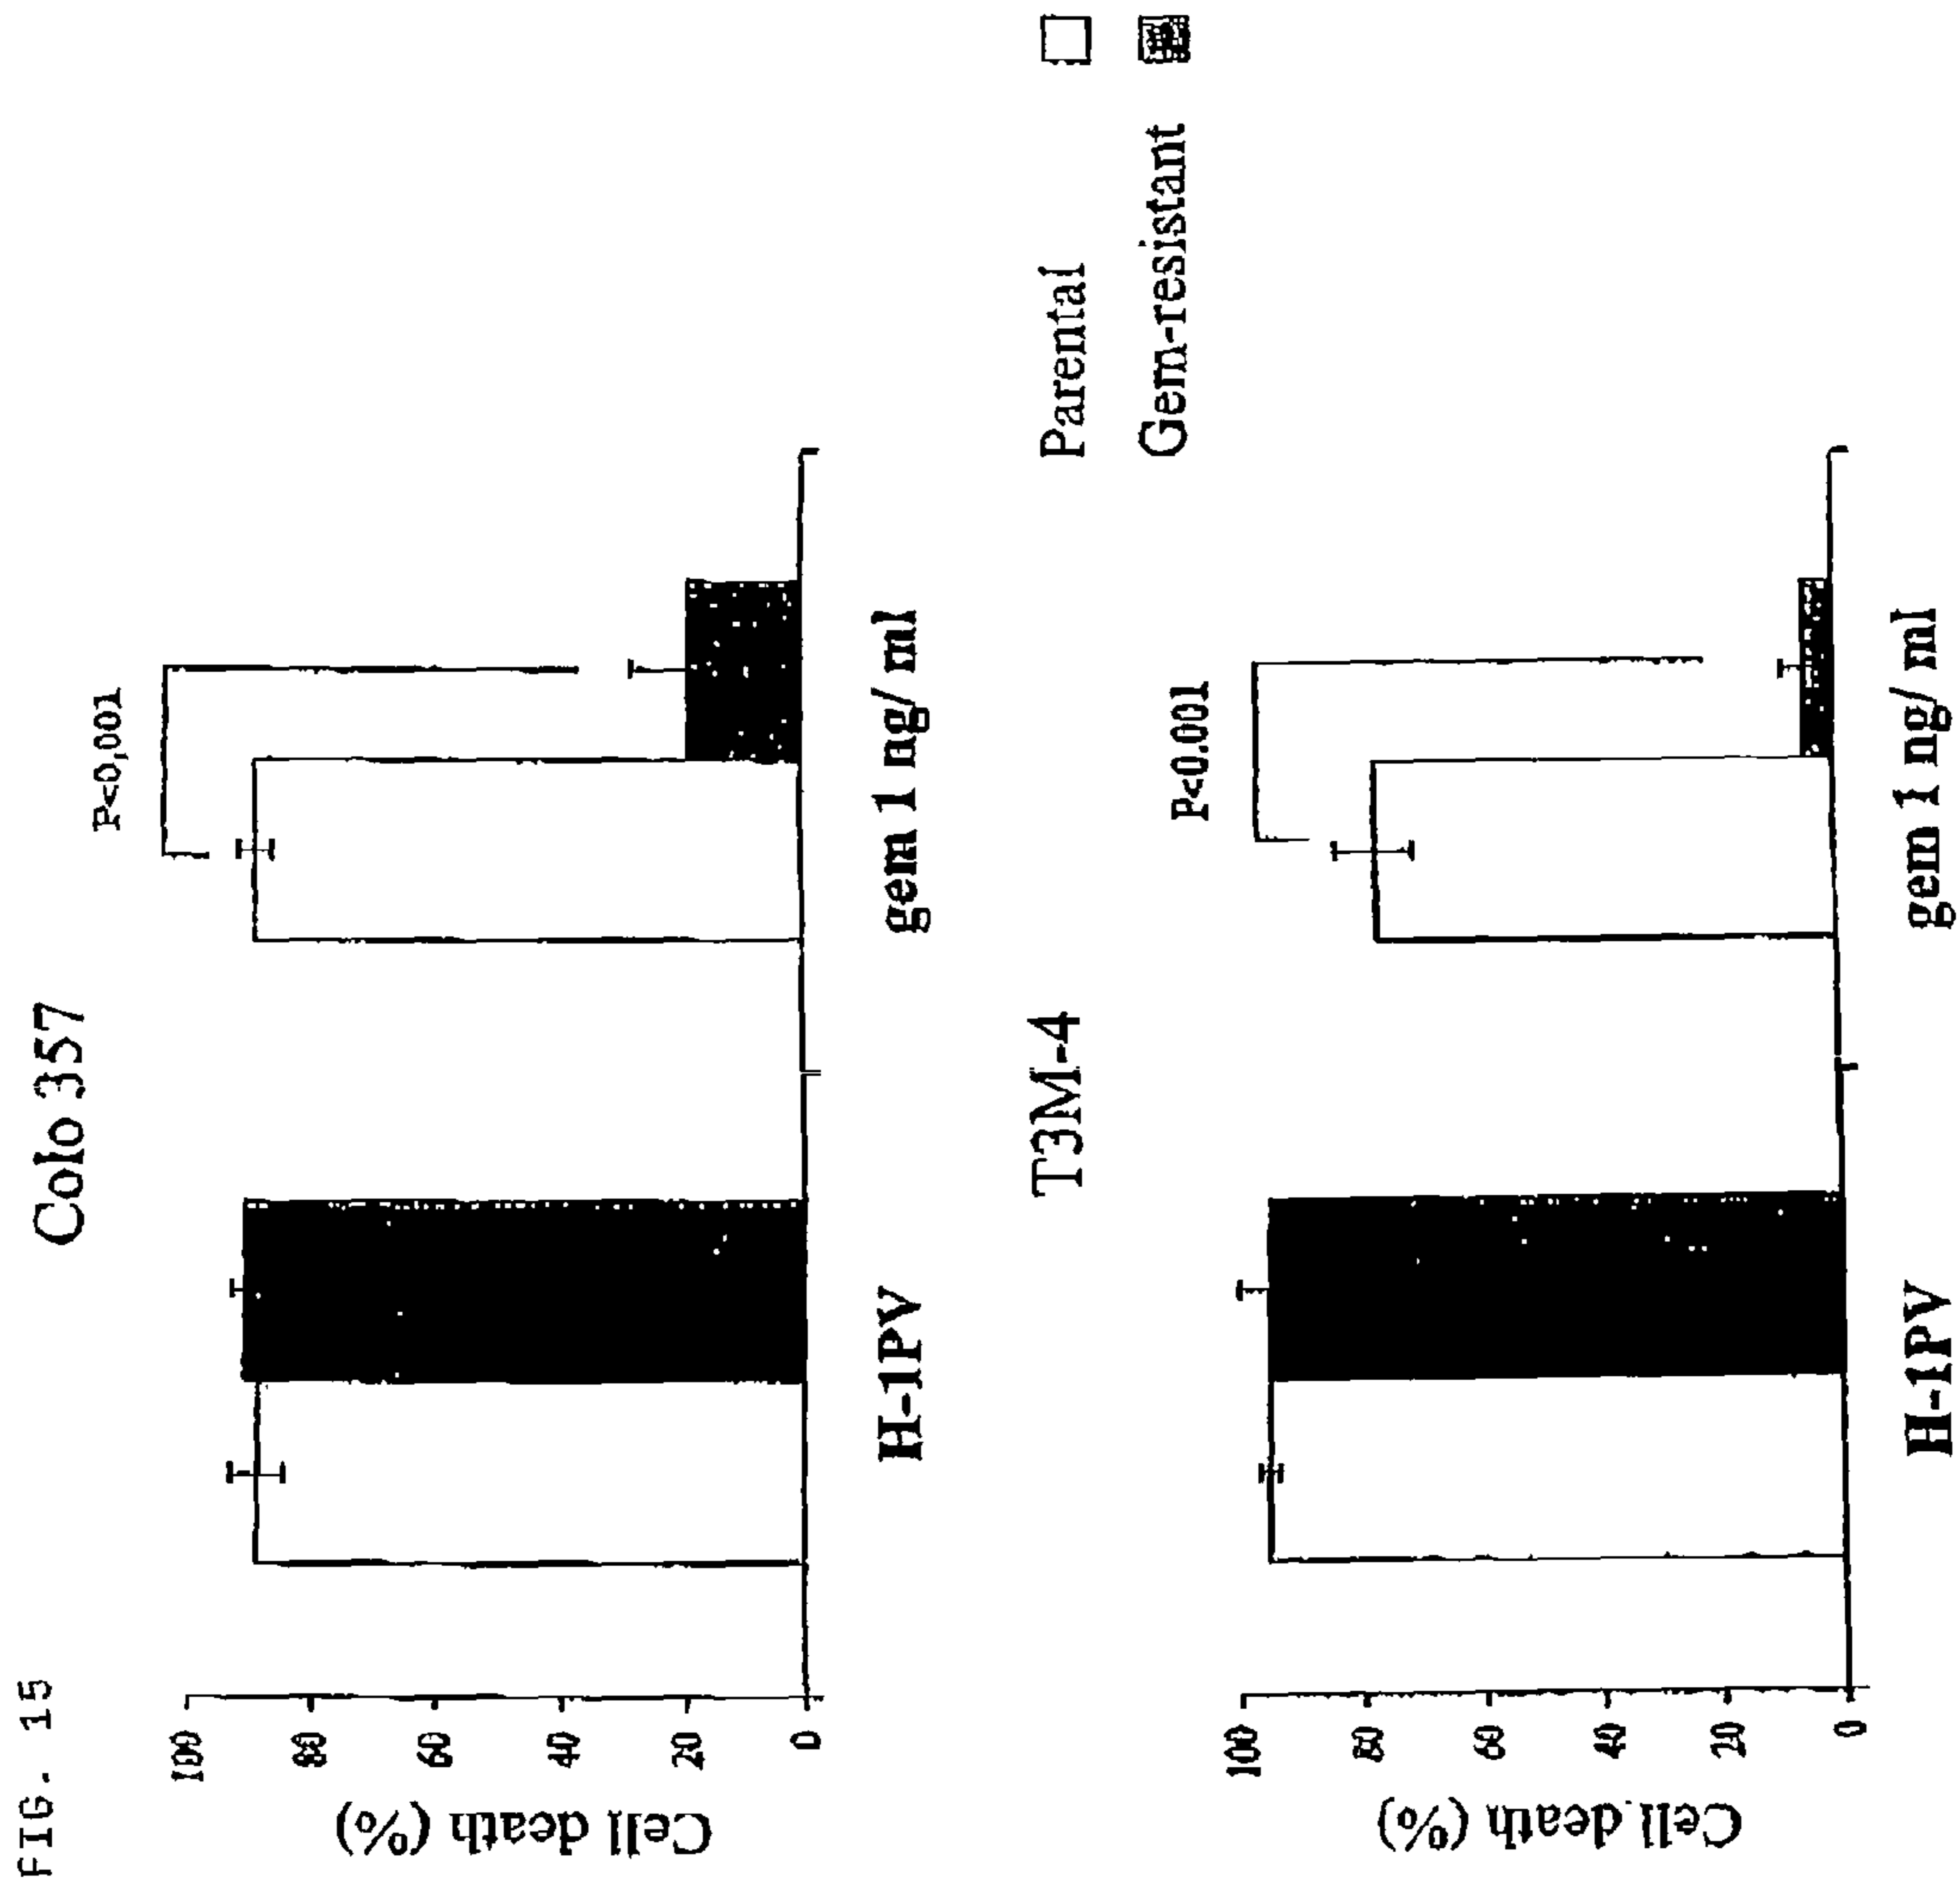 FIG. 15
Colo 357
P<0,001
Cell death (%)
100
80
60
40
20
0
H-1PV
gem 1 ng/ ml
T3M-4
Parental
Gem-resistant
P<0.001
Cell death (%)
100
80
60
40
20
0
H-1PV
gem 1 ng/ ml